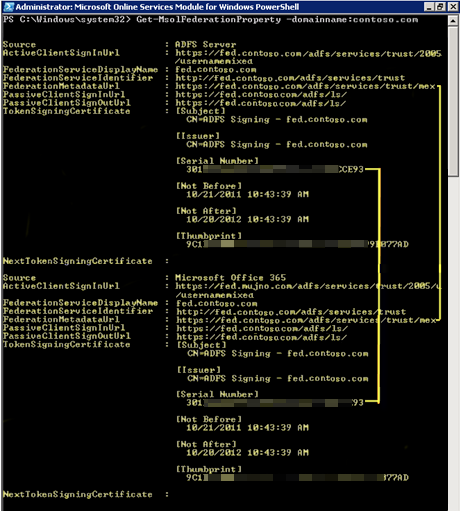 Administrator: Microsoft Online Services Module for Windows PowerShell
PS C:\Windows\system32> Get-MsolFederationProperty -domainname:contoso.com
Source : ADFS Server
ActiveClientSignInUrl : https://fed.contoso.com/adfs/services/trust/2005
/usernamemixed
FederationServiceDisplayName : fed.contoso.com
FederationServiceIdentifier : http://fed.contoso.com/adfs/services/trust
FederationMetadataUrl : https://fed.contoso.com/adfs/services/trust/mex
PassiveClientSignInUrl : https://fed.contoso.com/adfs/ls/
PassiveClientSignOutUrl : https://fed.contoso.com/adfs/ls/
TokenSigningCertificate : [Subject]
CN=ADFS Signing - fed.contoso.com
[Issuer]
CN=ADFS Signing - fed.contoso.com
[Serial Number]
301 CE93
[Not Before]
10/21/2011 10:43:39 AM
[Not After]
10/20/2012 10:43:39 AM
[Thumbprint]
9C1 077AD
NextTokenSigningCertificate :
Source : Microsoft Office 365
ActiveClientSignInUrl : https://fed.mujno.com/adfs/services/trust/2005/u
/usernamemixed
FederationServiceDisplayName : fed.contoso.com
FederationServiceIdentifier : http://fed.contoso.com/adfs/services/trust
FederationMetadataUrl : https://fed.contoso.com/adfs/services/trust/mex
PassiveClientSignInUrl : https://fed.contoso.com/adfs/ls/
PassiveClientSignOutUrl : https://fed.contoso.com/adfs/ls/
TokenSigningCertificate : [Subject]
CN=ADFS Signing - fed.contoso.com
[Issuer]
CN=ADFS Signing - fed.contoso.com
[Serial Number]
301 93
[Not Before]
10/21/2011 10:43:39 AM
[Not After]
10/20/2012 10:43:39 AM
[Thumbprint]
9C1 77AD
NextTokenSigningCertificate :